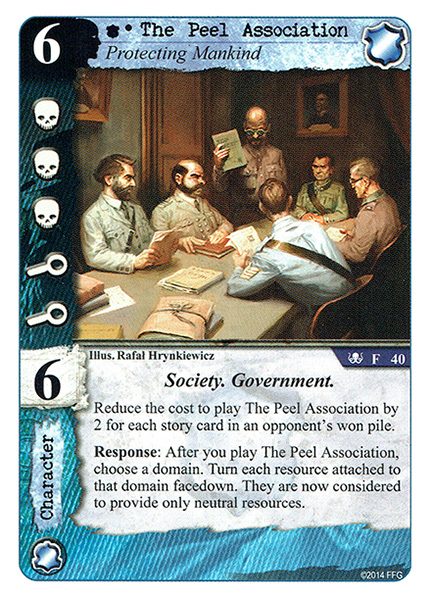 6
The Peel Association
Protecting Mankind
Illus. Rafał Hrynkiewicz
F 40
6
Society. Government.
Reduce the cost to play The Peel Association by
2 for each story card in an opponent's won pile.
Response: After you play The Peel Association,
choose a domain. Turn each resource attached to
that domain facedown. They are now considered
to provide only neutral resources.
Character
©2014 FFG